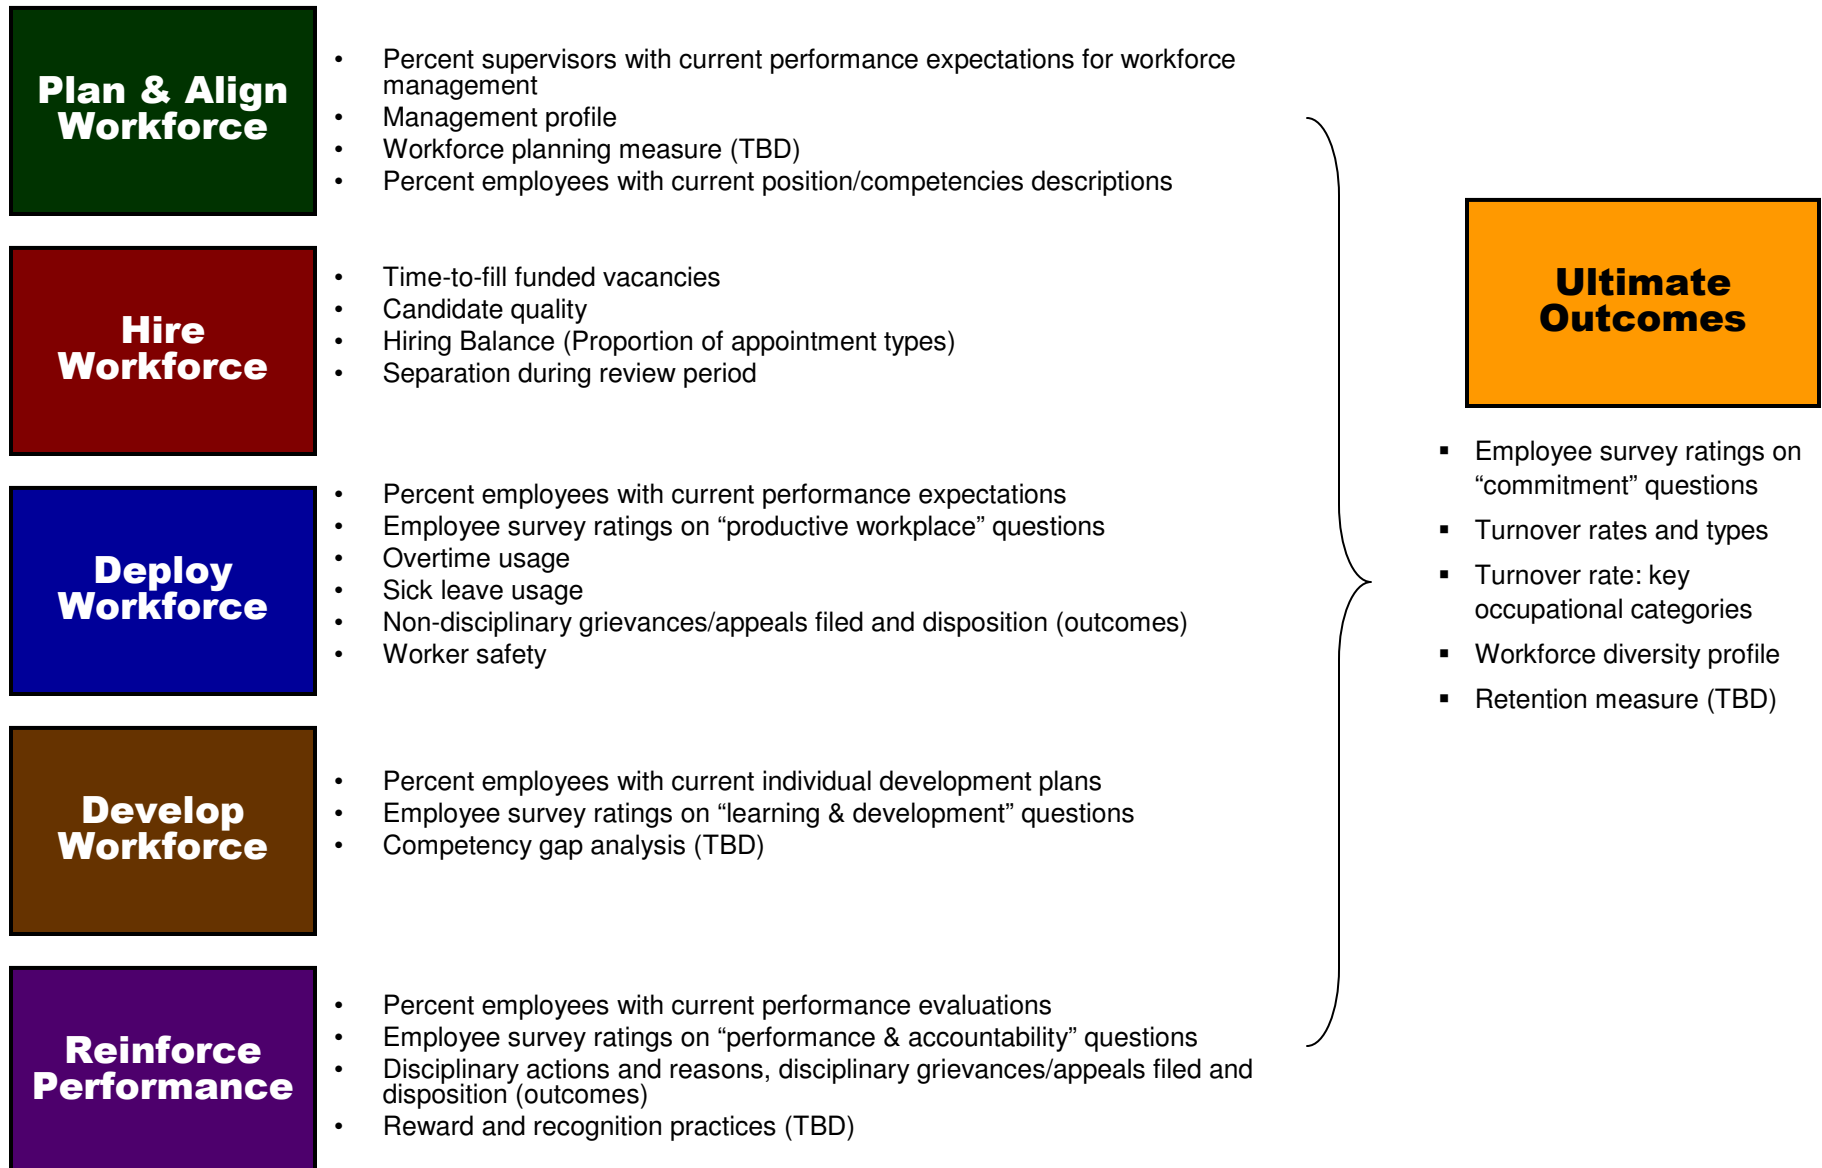 Plan & Align
Workforce
• Percent supervisors with current performance expectations for workforce
management
• Management profile
• Workforce planning measure (TBD)
• Percent employees with current position/competencies descriptions
Hire
Workforce
• Time-to-fill funded vacancies
• Candidate quality
• Hiring Balance (Proportion of appointment types)
• Separation during review period
Deploy
Workforce
• Percent employees with current performance expectations
• Employee survey ratings on “productive workplace” questions
• Overtime usage
• Sick leave usage
• Non-disciplinary grievances/appeals filed and disposition (outcomes)
• Worker safety
Develop
Workforce
• Percent employees with current individual development plans
• Employee survey ratings on “learning & development” questions
• Competency gap analysis (TBD)
Reinforce
Performance
• Percent employees with current performance evaluations
• Employee survey ratings on “performance & accountability” questions
• Disciplinary actions and reasons, disciplinary grievances/appeals filed and
disposition (outcomes)
• Reward and recognition practices (TBD)
Ultimate
Outcomes
▪ Employee survey ratings on
“commitment” questions
▪ Turnover rates and types
▪ Turnover rate: key
occupational categories
▪ Workforce diversity profile
▪ Retention measure (TBD)